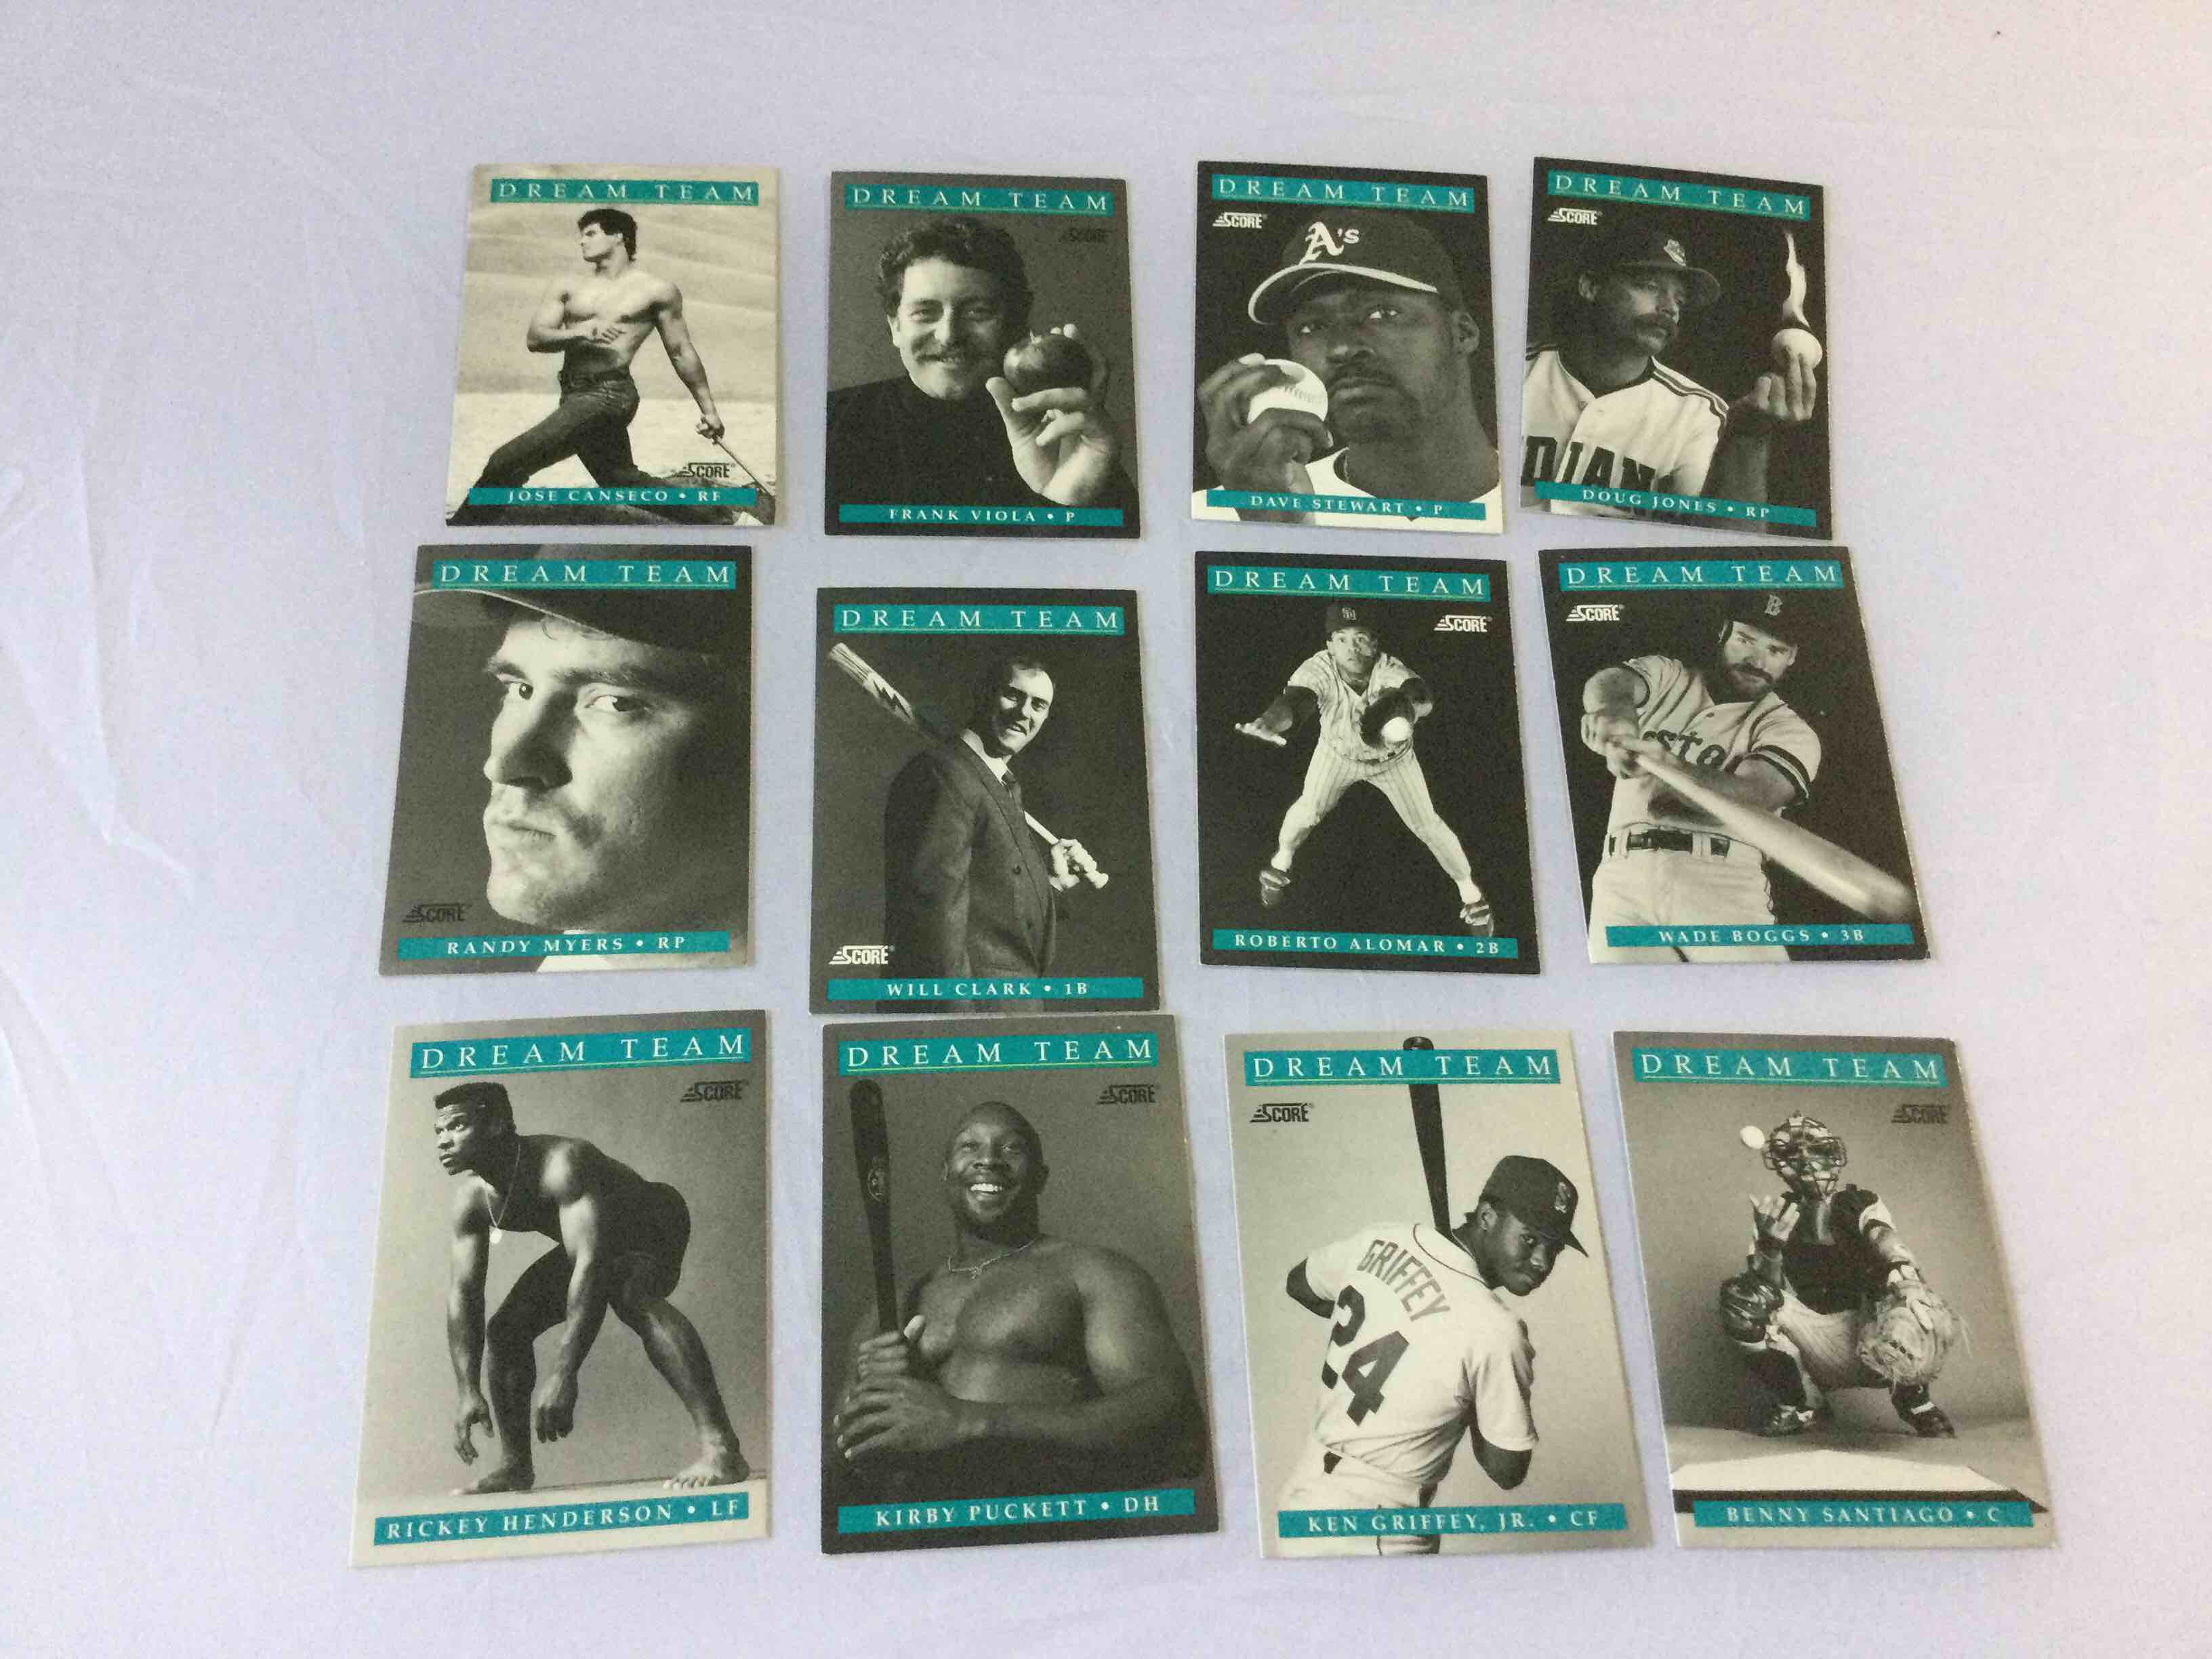 DREAM TEAM
SCORE
JOSE CANSECO • RF
DREAM TEAM
SCORE
FRANK VIOLA • P
DREAM TEAM
SCORE
A's
DAVE STEWART • P
DREAM TEAM
SCORE
DIAN
DOUG JONES • RP
DREAM TEAM
SCORE
RANDY MYERS • RP
DREAM TEAM
SCORE
WILL CLARK • 1B
DREAM TEAM
SCORE
SD
ROBERTO ALOMAR • 2B
DREAM TEAM
SCORE
B
STO
WADE BOGGS • 3B
DREAM TEAM
SCORE
RICKEY HENDERSON • LF
DREAM TEAM
SCORE
KIRBY PUCKETT • DH
DREAM TEAM
SCORE
S
GRIFFEY
24
KEN GRIFFEY, JR. • CF
DREAM TEAM
SCORE
BENNY SANTIAGO • C